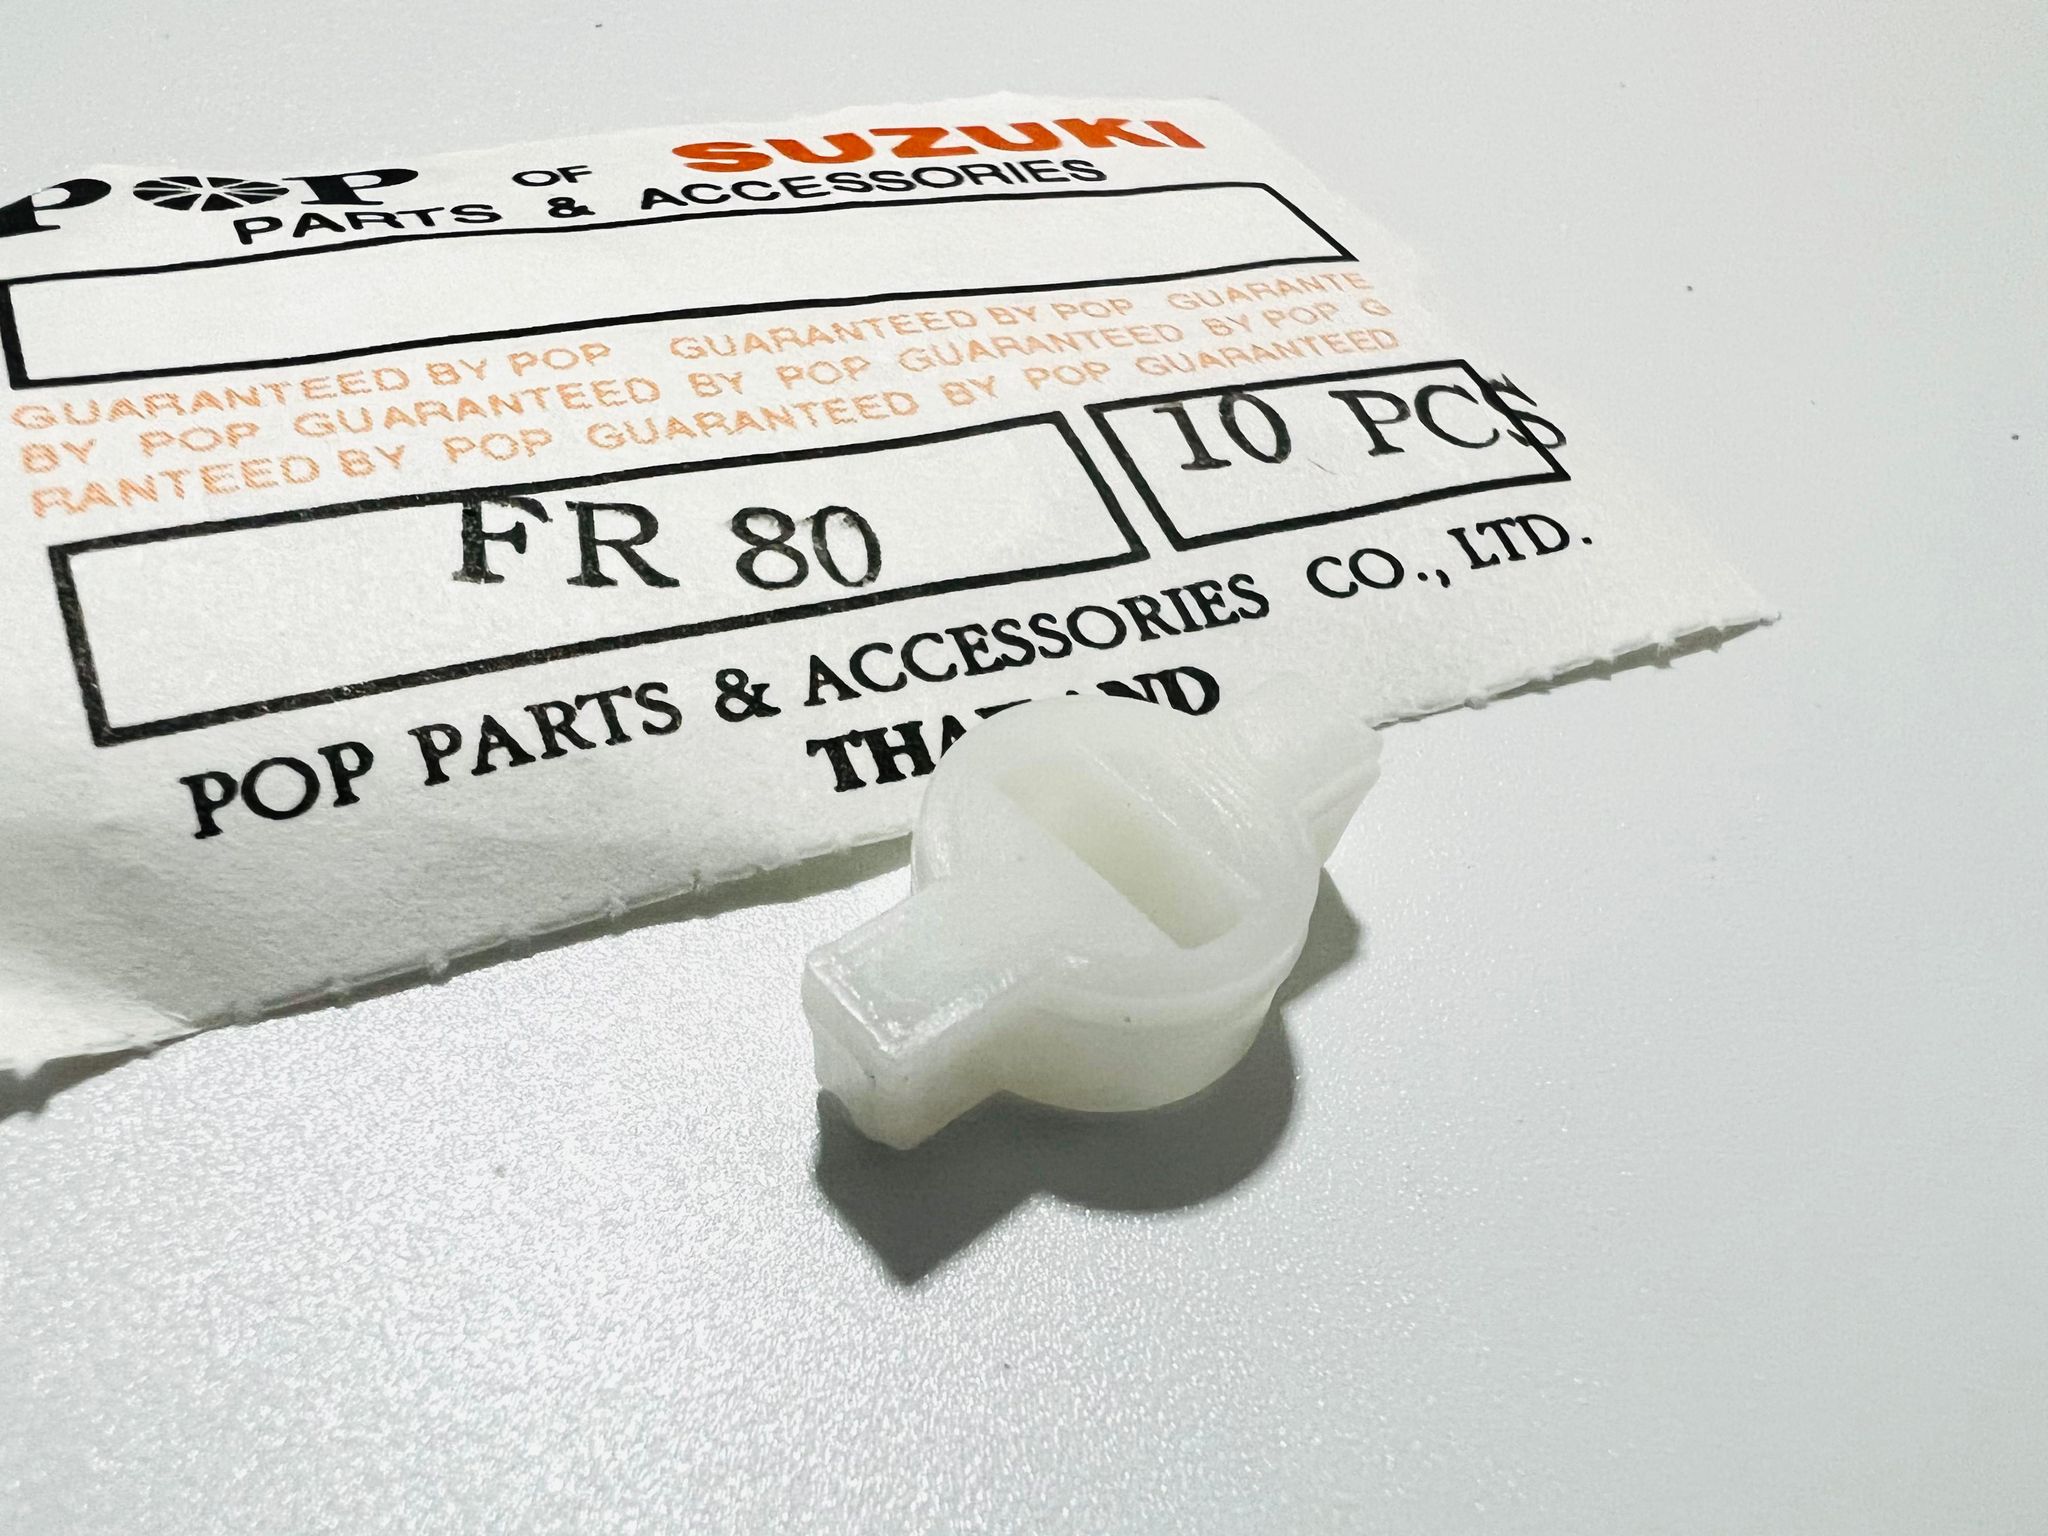 POP OF SUZUKI
PARTS & ACCESSORIES
GUARANTEED BY POP GUARANTEED BY POP GUARANTE
BY POP GUARANTEED BY POP GUARANTEED BY POP G
RANTEED BY POP GUARANTEED BY POP GUARANTEED
FR 80
10 PCS
POP PARTS & ACCESSORIES CO., LTD.